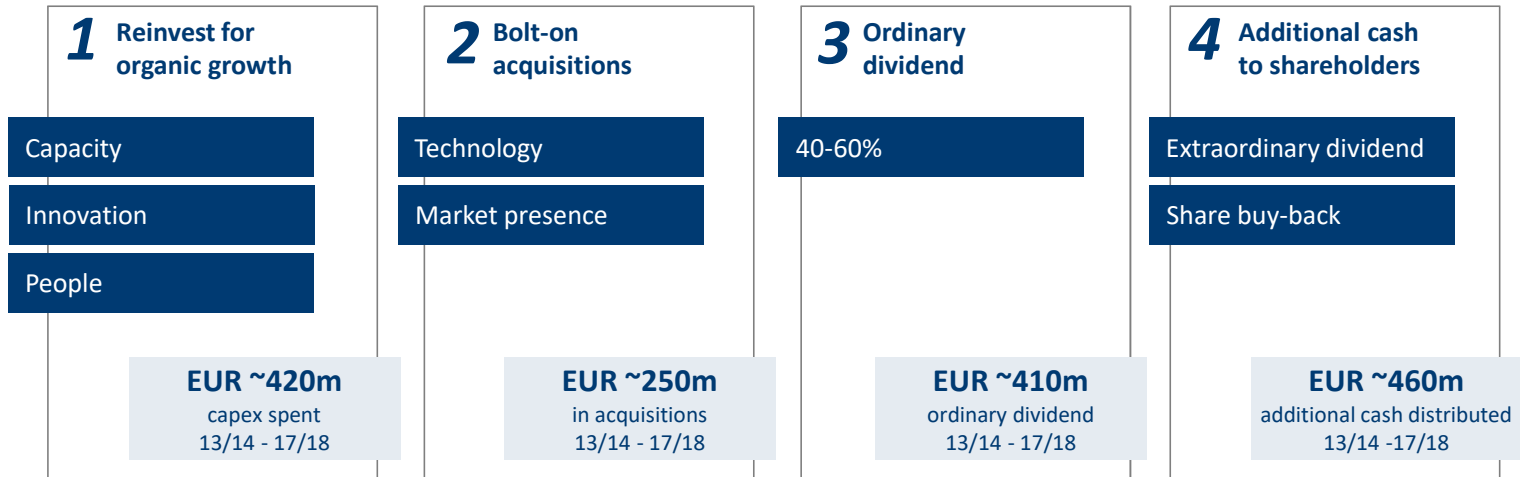 1 Reinvest for
organic growth
Capacity
Innovation
People
EUR ~420m
capex spent
13/14 - 17/18
2 Bolt-on
acquisitions
Technology
Market presence
EUR ~250m
in acquisitions
13/14 - 17/18
3 Ordinary
dividend
40-60%
EUR ~410m
ordinary dividend
13/14 - 17/18
4 Additional cash
to shareholders
Extraordinary dividend
Share buy-back
EUR ~460m
additional cash distributed
13/14 -17/18